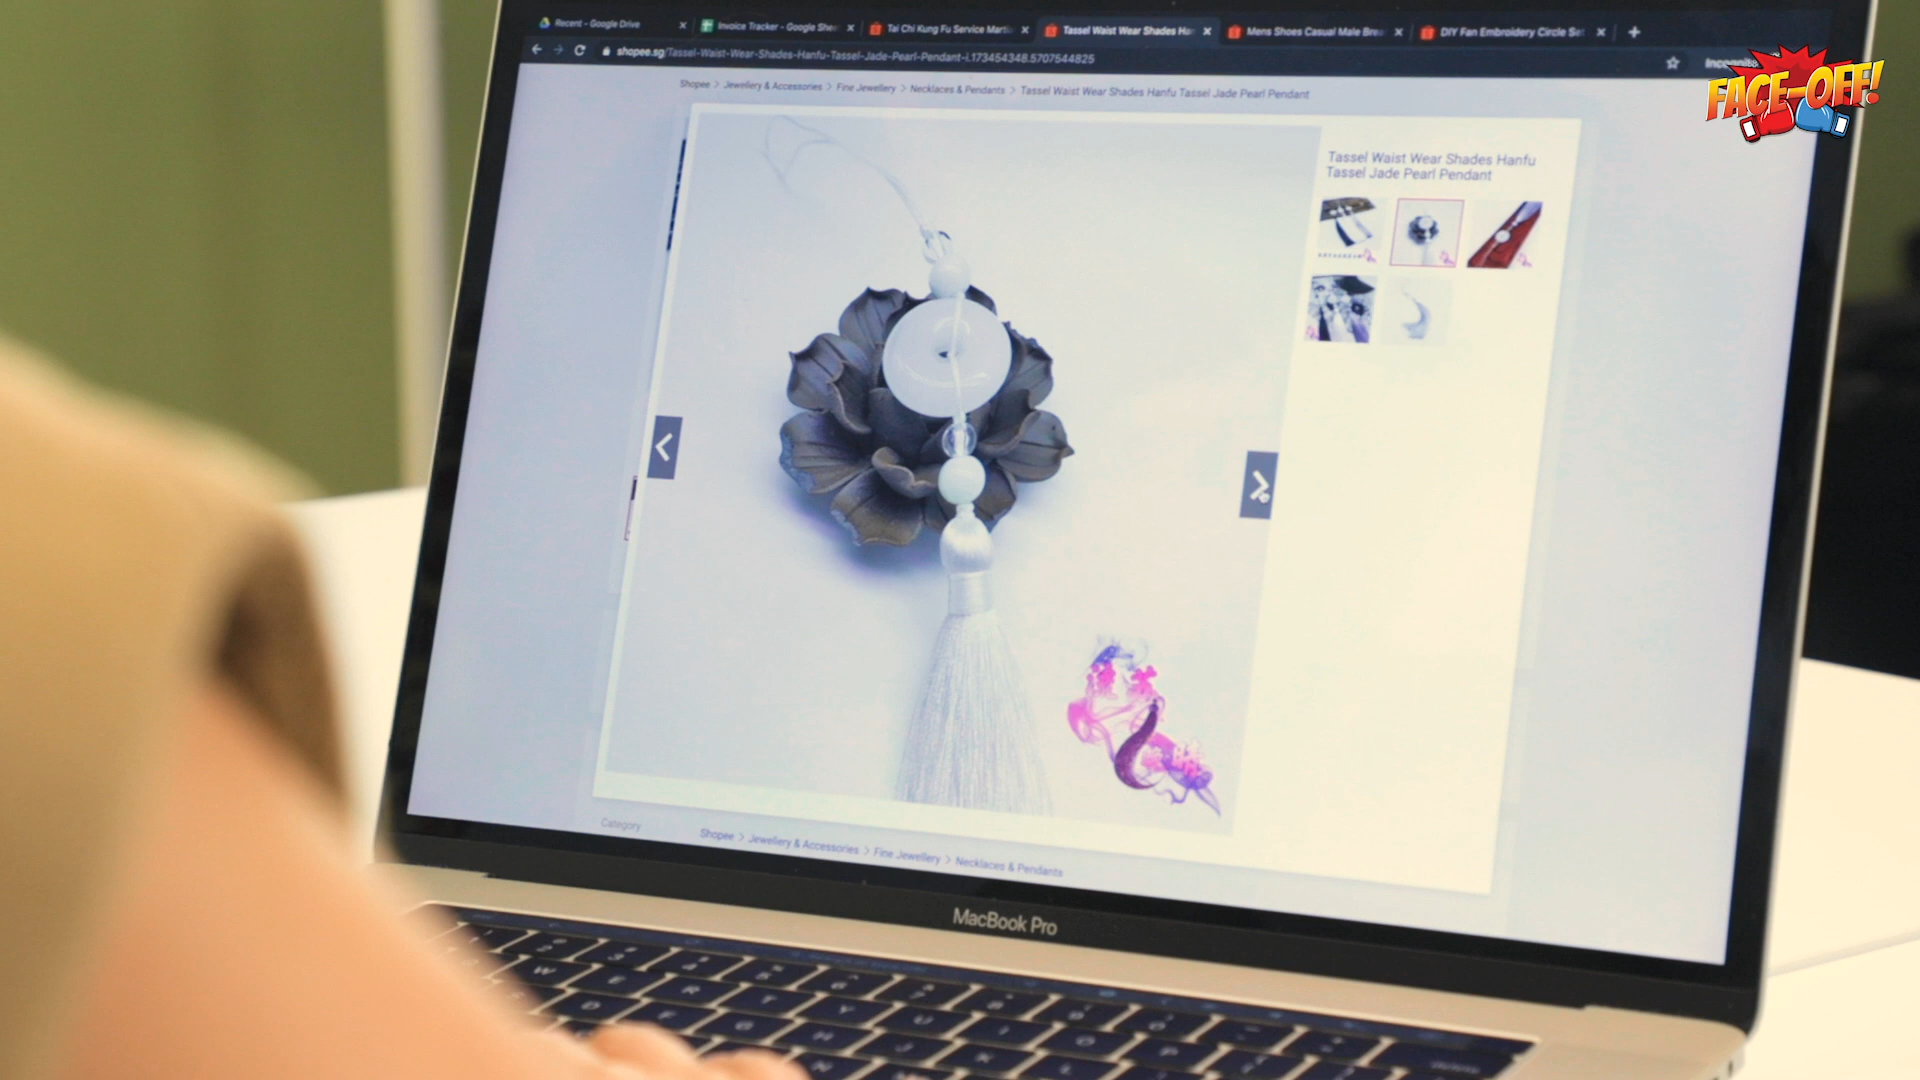 Recent - Google Drive
Invoice Tracker - Google She
Tai Chi Kung Fu Service Marti
Tassel Waist Wear Shades Ha
Mens Shoes Casual Male Brea
DIY Fan Embroidery Circle Set
shopee.sg/Tassel-Waist-Wear-Shades-Hanfu-Tassel-Jade-Pearl-Pendant-i.173454348.5707544825
Incognito
FACE-OFF!
Shopee > Jewellery & Accessories > Fine Jewellery > Necklaces & Pendants > Tassel Waist Wear Shades Hanfu Tassel Jade Pearl Pendant
Tassel Waist Wear Shades Hanfu
Tassel Jade Pearl Pendant
Category
Shopee > Jewellery & Accessories > Fine Jewellery > Necklaces & Pendants
MacBook Pro
W E R T Y U I O P
D F G H J K L
N